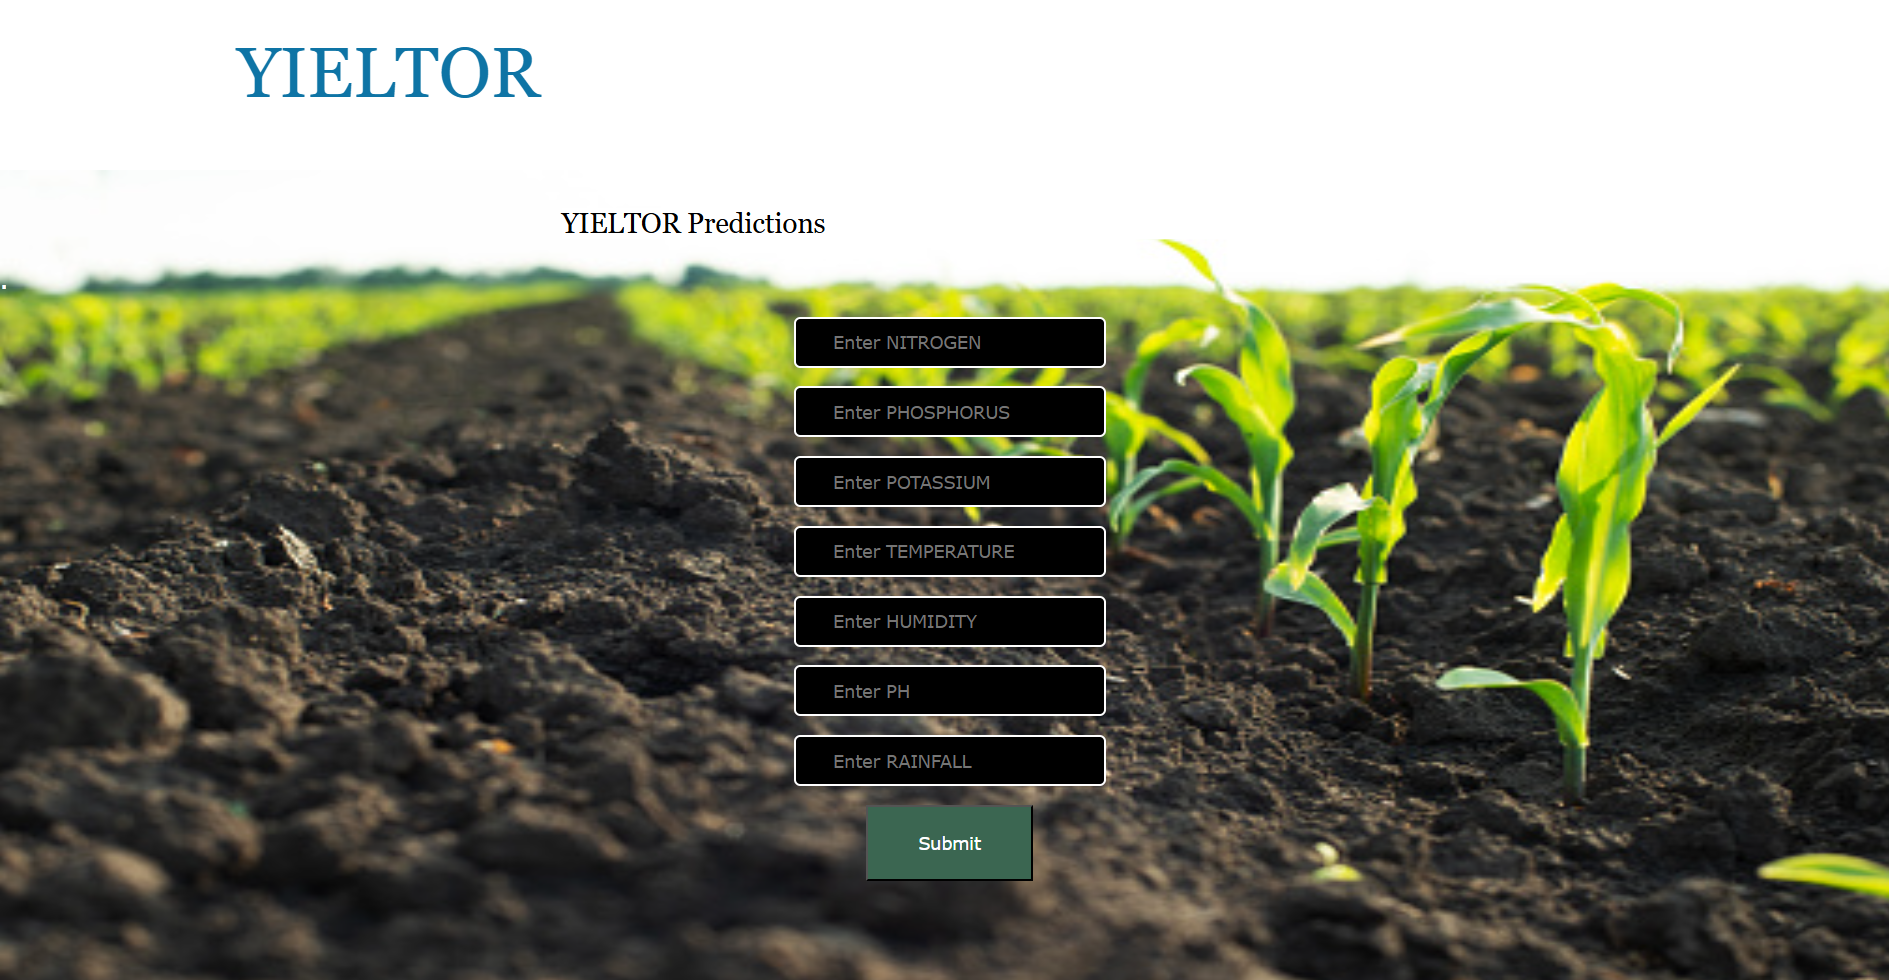 YIELTOR
YIELTOR Predictions
.
Enter NITROGEN
Enter PHOSPHORUS
Enter POTASSIUM
Enter TEMPERATURE
Enter HUMIDITY
Enter PH
Enter RAINFALL
Submit